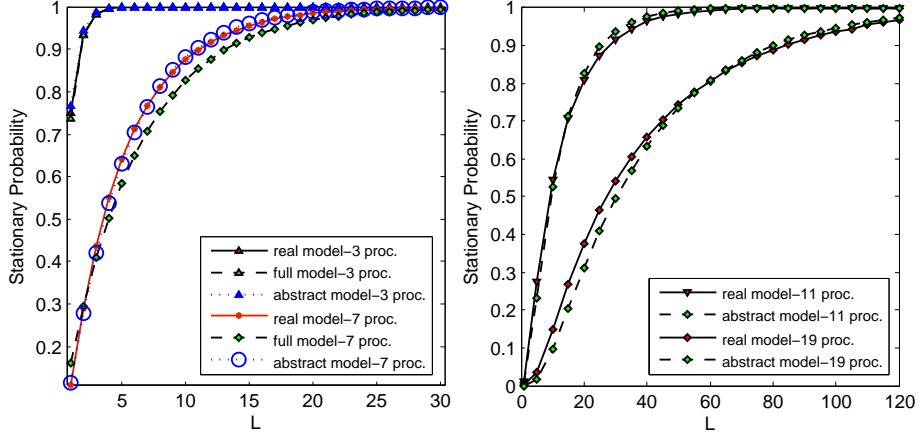 1
0.9
0.8
0.7
0.6
0.5
0.4
0.3
0.2
Stationary Probability
5 10 15 20 25 30
L
real model-3 proc.
full model-3 proc.
abstract model-3 proc.
real model-7 proc.
full model-7 proc.
abstract model-7 proc.
1
0.9
0.8
0.7
0.6
0.5
0.4
0.3
0.2
0.1
0
Stationary Probability
0 20 40 60 80 100 120
L
real model-11 proc.
abstract model-11 proc.
real model-19 proc.
abstract model-19 proc.